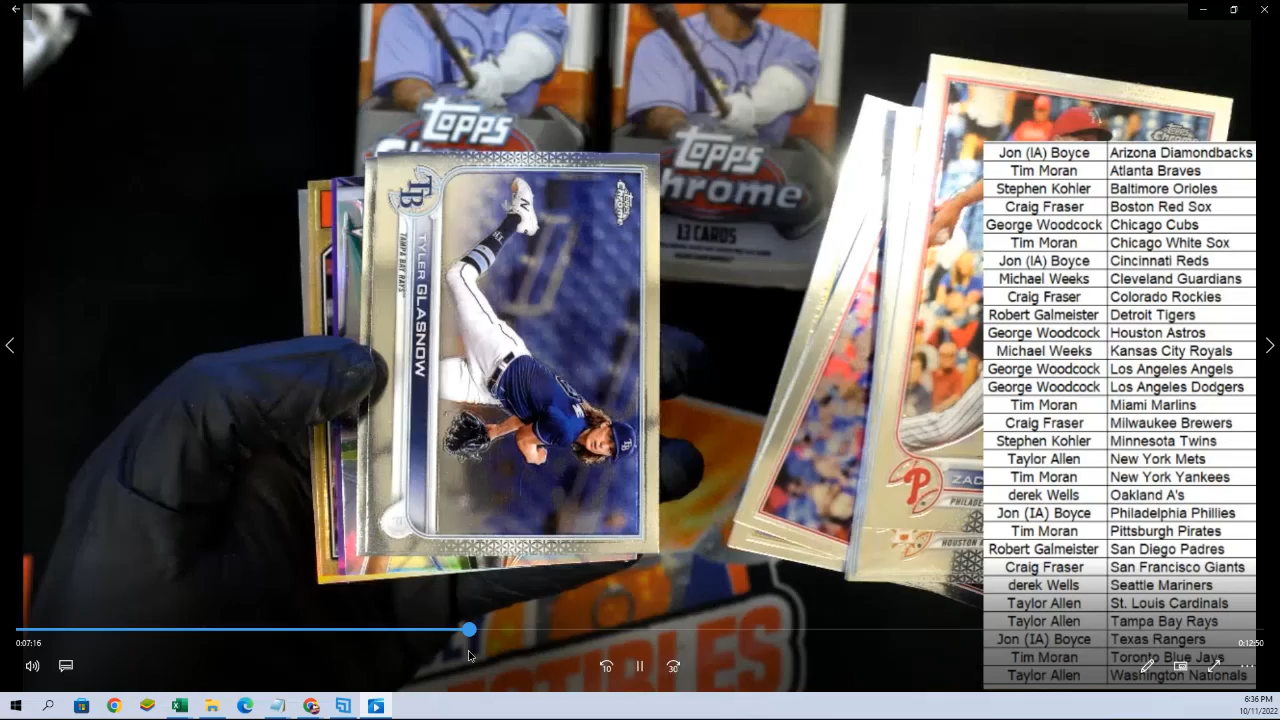 TOPPS
TOPPS
Chrome
Chrome
13 CARDS
TB
TYLER GLASNOW
TAMPA BAY RAYS
Topps
Chrome
N
TB
P
ZAC
HOUSTON
Jon (IA) Boyce Arizona Diamondbacks
Tim Moran Atlanta Braves
Stephen Kohler Baltimore Orioles
Craig Fraser Boston Red Sox
George Woodcock Chicago Cubs
Tim Moran Chicago White Sox
Jon (IA) Boyce Cincinnati Reds
Michael Weeks Cleveland Guardians
Craig Fraser Colorado Rockies
Robert Galmeister Detroit Tigers
George Woodcock Houston Astros
Michael Weeks Kansas City Royals
George Woodcock Los Angeles Angels
George Woodcock Los Angeles Dodgers
Tim Moran Miami Marlins
Craig Fraser Milwaukee Brewers
Stephen Kohler Minnesota Twins
Taylor Allen New York Mets
Tim Moran New York Yankees
derek Wells Oakland A's
Jon (IA) Boyce Philadelphia Phillies
Tim Moran Pittsburgh Pirates
Robert Galmeister San Diego Padres
Craig Fraser San Francisco Giants
derek Wells Seattle Mariners
Taylor Allen St. Louis Cardinals
Taylor Allen Tampa Bay Rays
Jon (IA) Boyce Texas Rangers
Tim Moran Toronto Blue Jays
Taylor Allen Washington Nationals
0:07:16
0:12:50
10
30
6:36 PM
10/11/2022